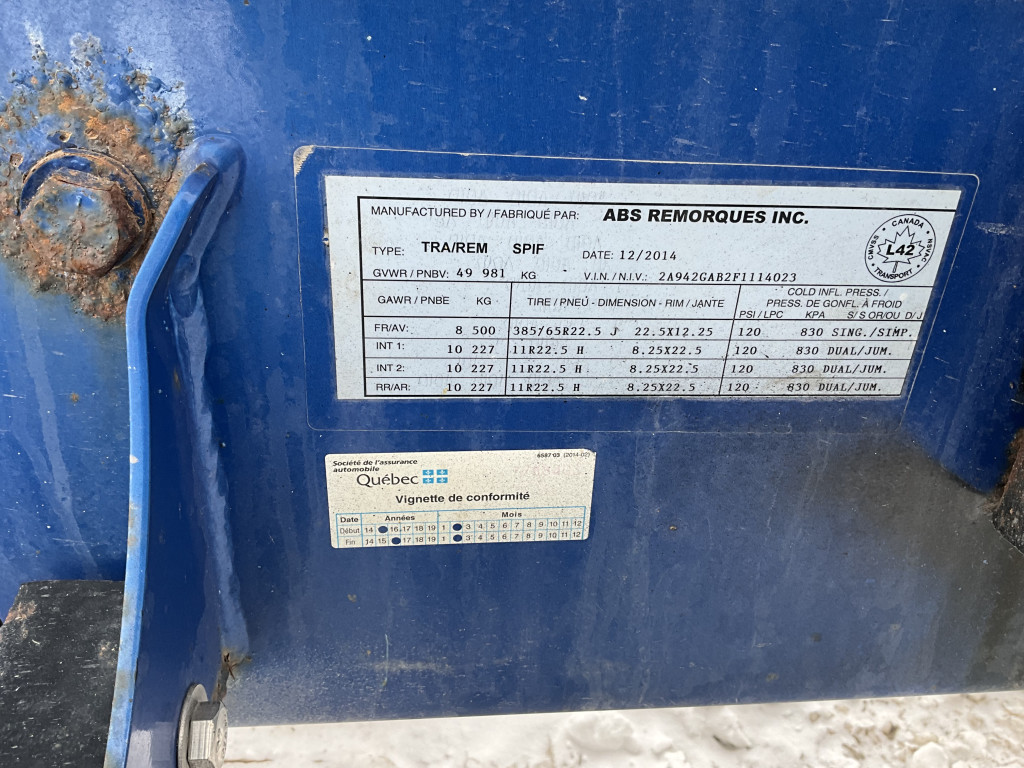 MANUFACTURED BY / FABRIQUÉ PAR: ABS REMORQUES INC.
TYPE: TRA/REM SPIF DATE: 12/2014
GVWR / PNBV: 49 981 KG V.I.N. / N.I.V.: 2A942GAB2F1114023
CANADA
CMVSS L42 NSVAC
TRANSPORT
GAWR / PNBE KG TIRE / PNEU - DIMENSION - RIM / JANTE COLD INFL. PRESS. / PRESS. DE GONFL. À FROID
PSI / LPC KPA S/ S OR/OU D/ J
FR/AV: 8 500 385/65R22.5 J 22.5X12.25 120 830 SING./SIMP.
INT 1: 10 227 11R22.5 H 8.25X22.5 120 830 DUAL/JUM.
INT 2: 10 227 11R22.5 H 8.25X22.5 120 830 DUAL/JUM.
RR/AR: 10 227 11R22.5 H 8.25X22.5 120 830 DUAL/JUM.
Société de l'assurance
automobile
Québec
6587 03 (2014-02)
Vignette de conformité
Date Années Mois
Début 14 16 17 18 19 1 3 4 5 6 7 8 9 10 11 12
Fin 14 15 17 18 19 1 3 4 5 6 7 8 9 10 11 12